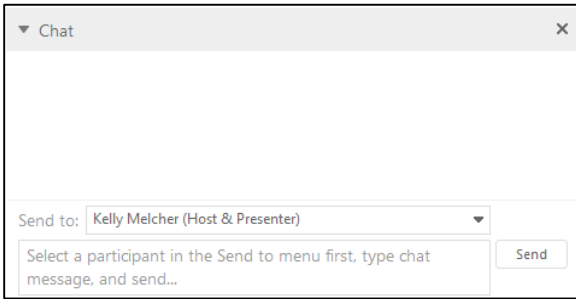 Chat
Send to: Kelly Melcher (Host & Presenter)
Select a participant in the Send to menu first, type chat
message, and send...
Send